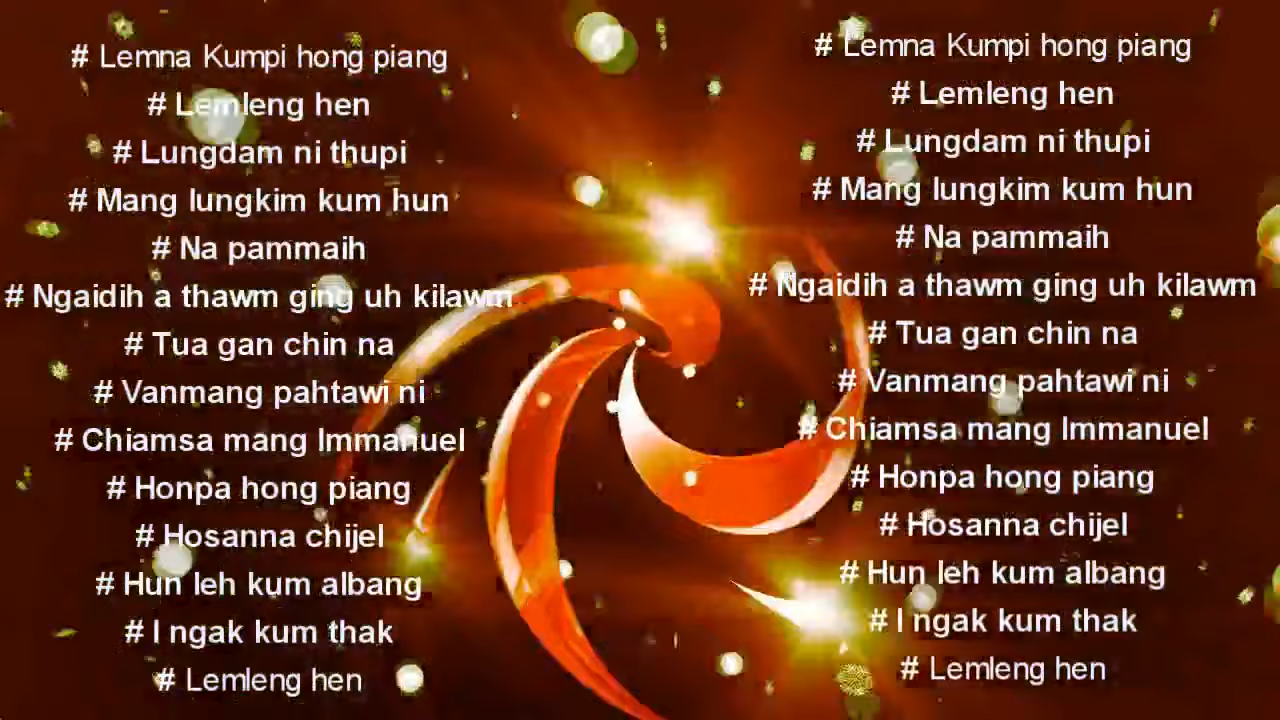 # Lemna Kumpi hong piang
# Lemleng hen
# Lungdam ni thupi
# Mang lungkim kum hun
# Na pammaih
# Ngaidih a thawm ging uh kilawm
# Tua gan chin na
# Vanmang pahtawi ni
# Chiamsa mang Immanuel
# Honpa hong piang
# Hosanna chijel
# Hun leh kum albang
# I ngak kum thak
# Lemleng hen
# Lemna Kumpi hong piang
# Lemleng hen
# Lungdam ni thupi
# Mang lungkim kum hun
# Na pammaih
# Ngaidih a thawm ging uh kilawm
# Tua gan chin na
# Vanmang pahtawi ni
# Chiamsa mang Immanuel
# Honpa hong piang
# Hosanna chijel
# Hun leh kum albang
# I ngak kum thak
# Lemleng hen